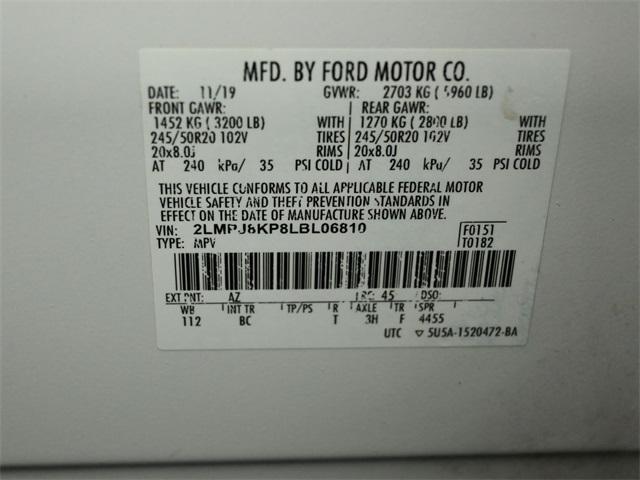 MFD. BY FORD MOTOR CO.
DATE: 11/19 GVWR: 2703 KG ( 5960 LB)
FRONT GAWR: REAR GAWR:
1452 KG ( 3200 LB) WITH 1270 KG ( 2800 LB) WITH
245/50R20 102V TIRES 245/50R20 102V TIRES
20x8.0J RIMS 20x8.0J RIMS
AT 240 kPa/ 35 PSI COLD AT 240 kPa/ 35 PSI COLD
THIS VEHICLE CONFORMS TO ALL APPLICABLE FEDERAL MOTOR
VEHICLE SAFETY AND THEFT PREVENTION STANDARDS IN
EFFECT ON THE DATE OF MANUFACTURE SHOWN ABOVE.
VIN: 2LMPJ8KP8LBL06810 F0151
TYPE: MPV T0182
EXT PNT: AZ RC: 45 DSO:
WB INT TR TP/PS R AXLE TR SPR
112 BC T 3H F 4455
UTC ▽ 5U5A-1520472-BA